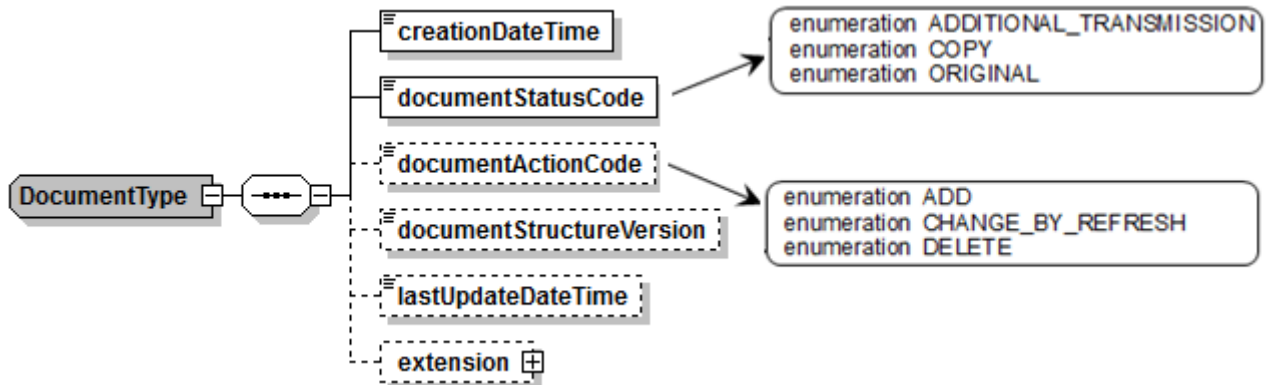 creationDateTime
enumeration ADDITIONAL_TRANSMISSION
enumeration COPY
enumeration ORIGINAL
documentStatusCode
documentActionCode
DocumentType
enumeration ADD
enumeration CHANGE_BY_REFRESH
enumeration DELETE
documentStructureVersion
lastUpdateDateTime
extension